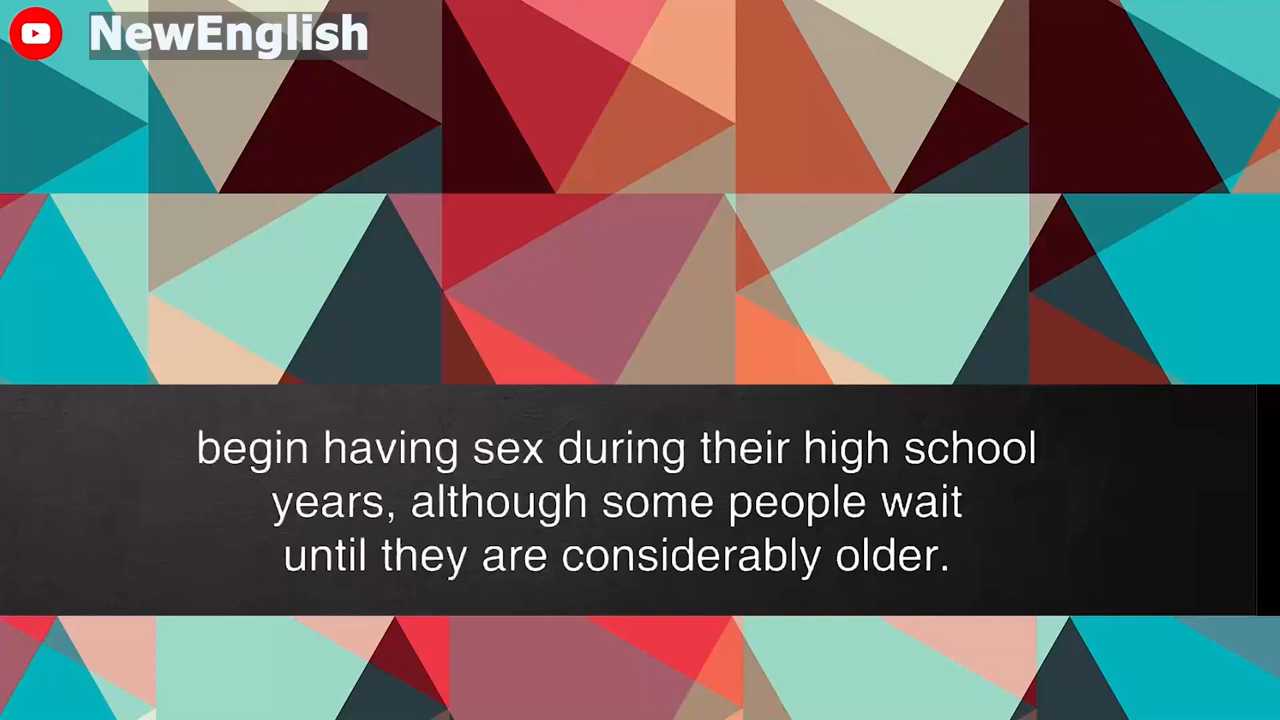 NewEnglish
begin having sex during their high school
years, although some people wait
until they are considerably older.